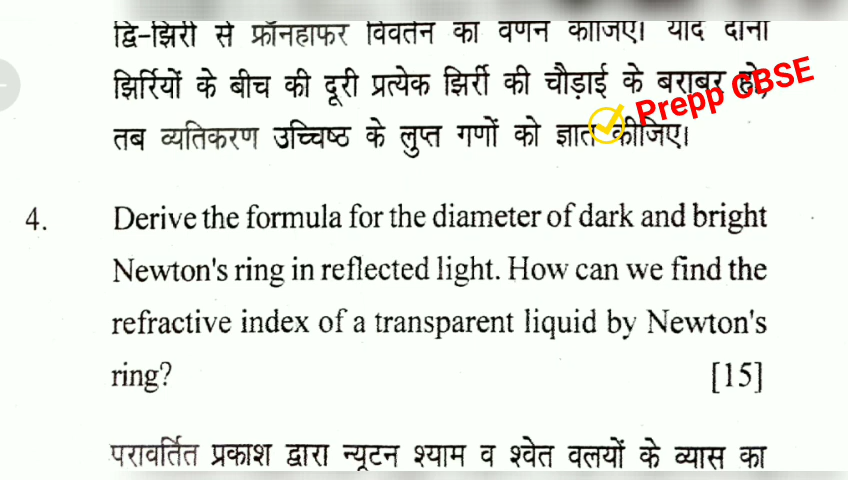 द्वि-झिरी से फ्रॉनहाफर विवर्तन का वर्णन कीजिए। यदि दोनों
झिर्रियों के बीच की दूरी प्रत्येक झिर्री की चौड़ाई के बराबर हो,
Prepp CBSE
तब व्यतिकरण उच्चिष्ठ के लुप्त गणों को ज्ञात कीजिए।
4. Derive the formula for the diameter of dark and bright
Newton's ring in reflected light. How can we find the
refractive index of a transparent liquid by Newton's
ring? [15]
परावर्तित प्रकाश द्वारा न्यूटन श्याम व श्वेत वलयों के व्यास का